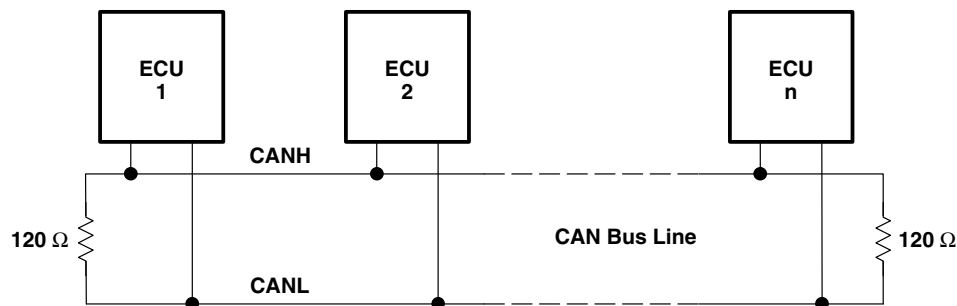 ECU
1
ECU
2
ECU
n
CANH
120 Ω
CAN Bus Line
120 Ω
CANL